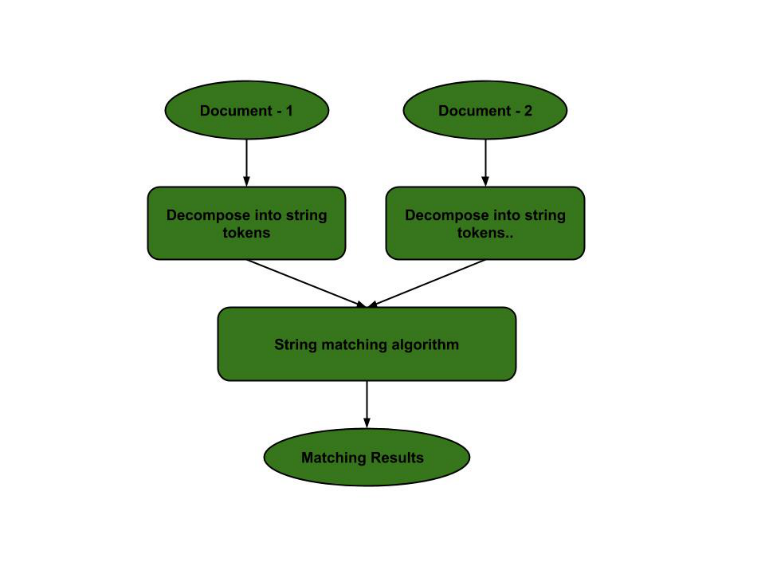 Document - 1
Document - 2
Decompose into string
tokens
Decompose into string
tokens..
String matching algorithm
Matching Results